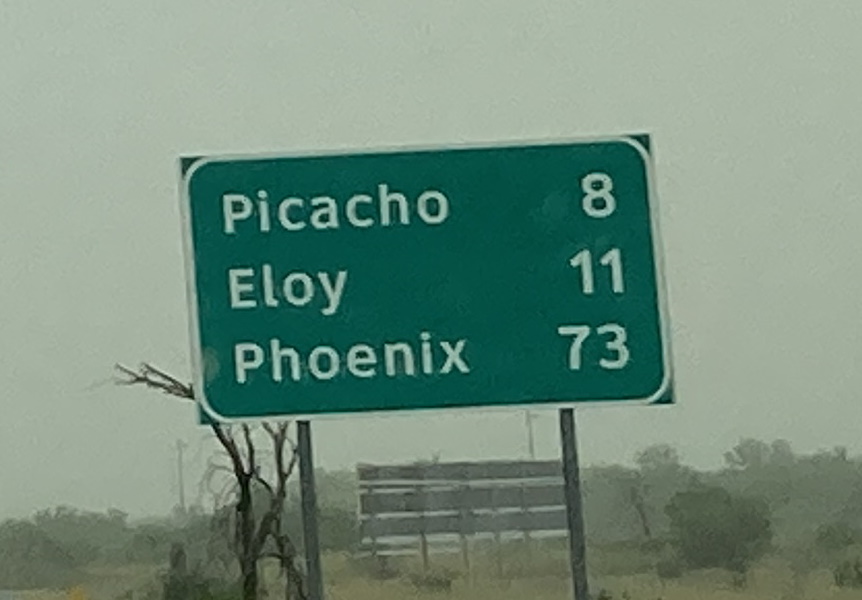 Picacho 8
Eloy 11
Phoenix 73